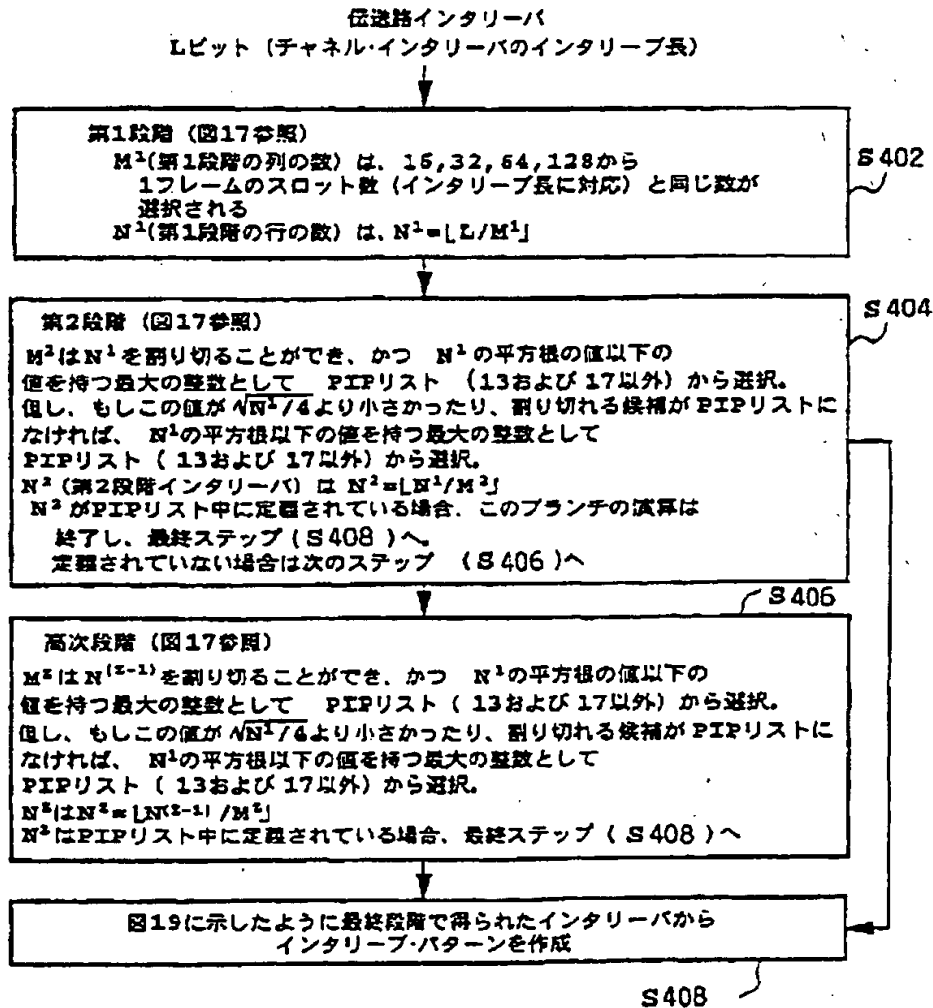 伝送路インタリーバ
Lビット (チャネル・インタリーバのインタリーブ長)
第1段階 (図17参照)
M¹(第1段階の列の数) は、16,32,64,128から
1フレームのスロット数 (インタリーブ長に対応) と同じ数が
選択される
N¹(第1段階の行の数) は、N¹=⌊L/M¹⌋
S402
第2段階 (図17参照)
M²はN¹を割り切ることができ、かつ N¹の平方根の値以下の
値を持つ最大の整数として PIPリスト (13および17以外) から選択。
但し、もしこの値が√N¹/4より小さかったり、割り切れる候補がPIPリストに
なければ、 N¹の平方根以下の値を持つ最大の整数として
PIPリスト (13および17以外) から選択。
N² (第2段階インタリーバ) は N²=⌊N¹/M²⌋
N²がPIPリスト中に定義されている場合、このブランチの演算は
終了し、最終ステップ (S408) へ。
定義されていない場合は次のステップ (S406)へ
S404
S406
高次段階 (図17参照)
MᶻはN⁽ᶻ⁻¹⁾を割り切ることができ、かつ N¹の平方根の値以下の
値を持つ最大の整数として PIPリスト (13および17以外) から選択。
但し、もしこの値が√N¹/4より小さかったり、割り切れる候補がPIPリストに
なければ、 N¹の平方根以下の値を持つ最大の整数として
PIPリスト (13および17以外) から選択。
NᶻはNᶻ=⌊N⁽ᶻ⁻¹⁾/Mᶻ⌋
NᶻはPIPリスト中に定義されている場合、最終ステップ (S408) へ
図19に示したように最終段階で得られたインタリーバから
インタリーブ・パターンを作成
S408